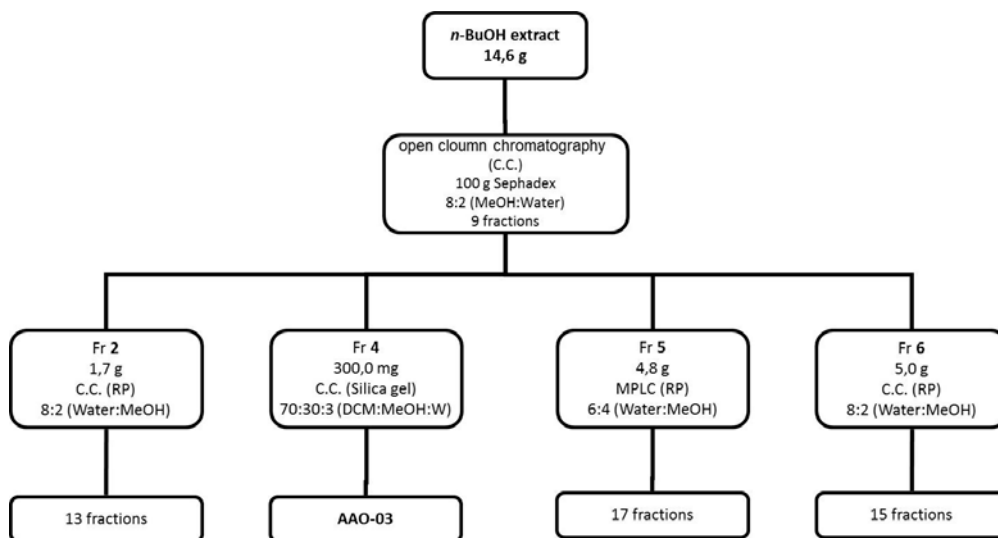 n-BuOH extract
14,6 g
open cloumn chromatography
(C.C.)
100 g Sephadex
8:2 (MeOH:Water)
9 fractions
Fr 2
1,7 g
C.C. (RP)
8:2 (Water:MeOH)
Fr 4
300,0 mg
C.C. (Silica gel)
70:30:3 (DCM:MeOH:W)
Fr 5
4,8 g
MPLC (RP)
6:4 (Water:MeOH)
Fr 6
5,0 g
C.C. (RP)
8:2 (Water:MeOH)
13 fractions
AAO-03
17 fractions
15 fractions